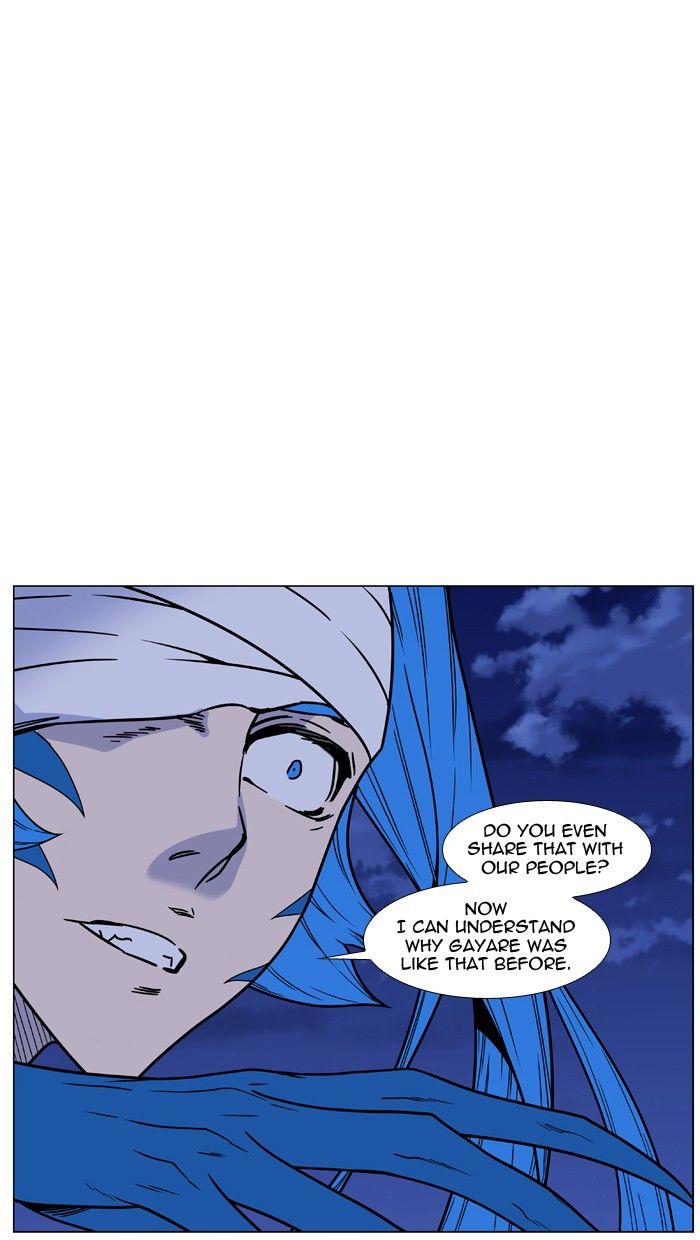 DO YOU EVEN
SHARE THAT WITH
OUR PEOPLE?
NOW
I CAN UNDERSTAND
WHY GAYARE WAS
LIKE THAT BEFORE.